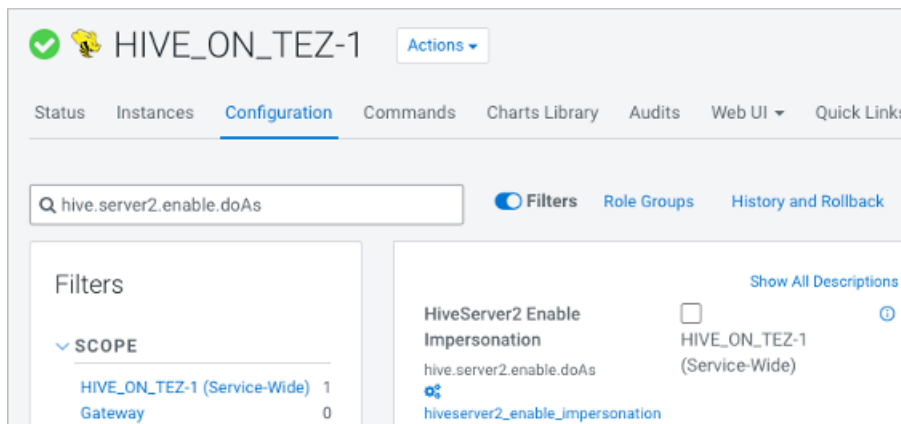 HIVE_ON_TEZ-1
Actions
Status Instances Configuration Commands Charts Library Audits Web UI Quick Links
hive.server2.enable.doAs
Filters Role Groups History and Rollback
Filters
SCOPE
HIVE_ON_TEZ-1 (Service-Wide) 1
Gateway 0
Show All Descriptions
HiveServer2 Enable
Impersonation
hive.server2.enable.doAs
hiveserver2_enable_impersonation
HIVE_ON_TEZ-1
(Service-Wide)